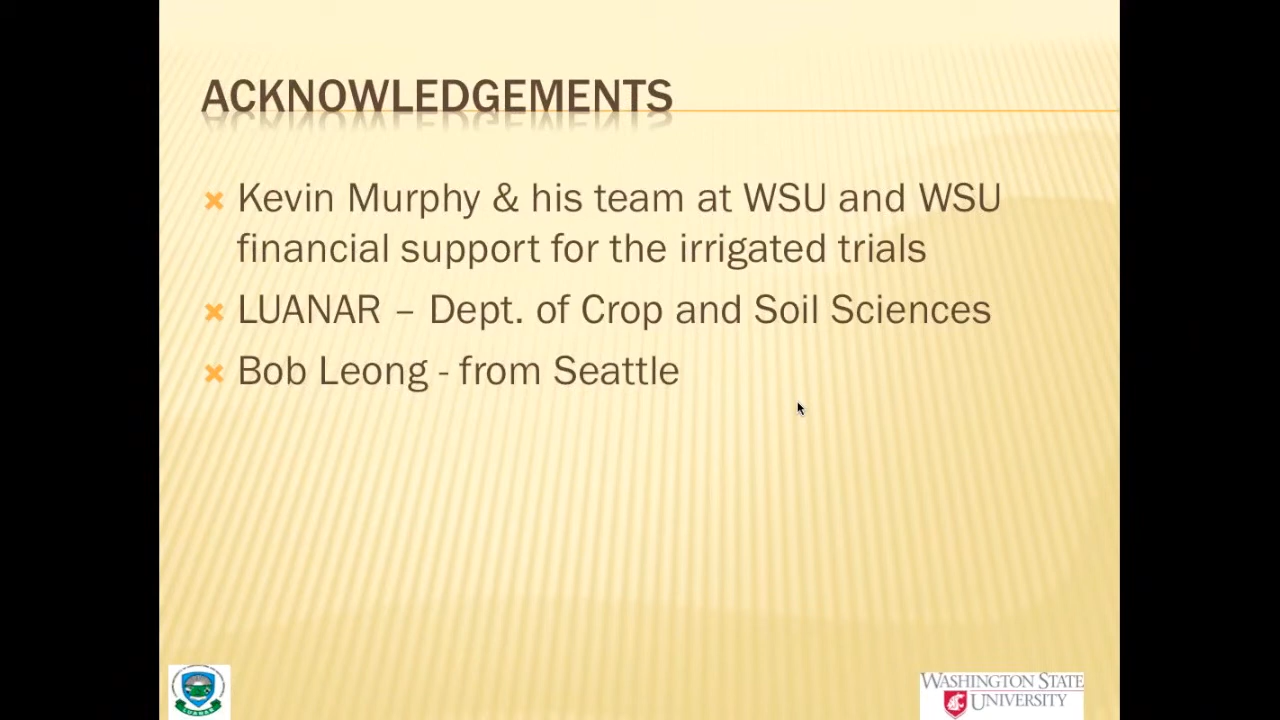 ACKNOWLEDGEMENTS
Kevin Murphy & his team at WSU and WSU
financial support for the irrigated trials
LUANAR – Dept. of Crop and Soil Sciences
Bob Leong - from Seattle
LUANAR
WASHINGTON STATE
UNIVERSITY